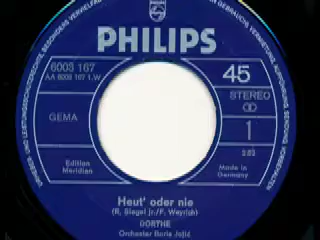 PHILIPS
6003 167
AA 6003 167 1.W
45
STEREO
GEMA
1
Edition
Meridian
Made in
Germany
Heut' oder nie
(R. Siegel jr./F. Weyrich)
DORTHE
Orchester Boris Jojić